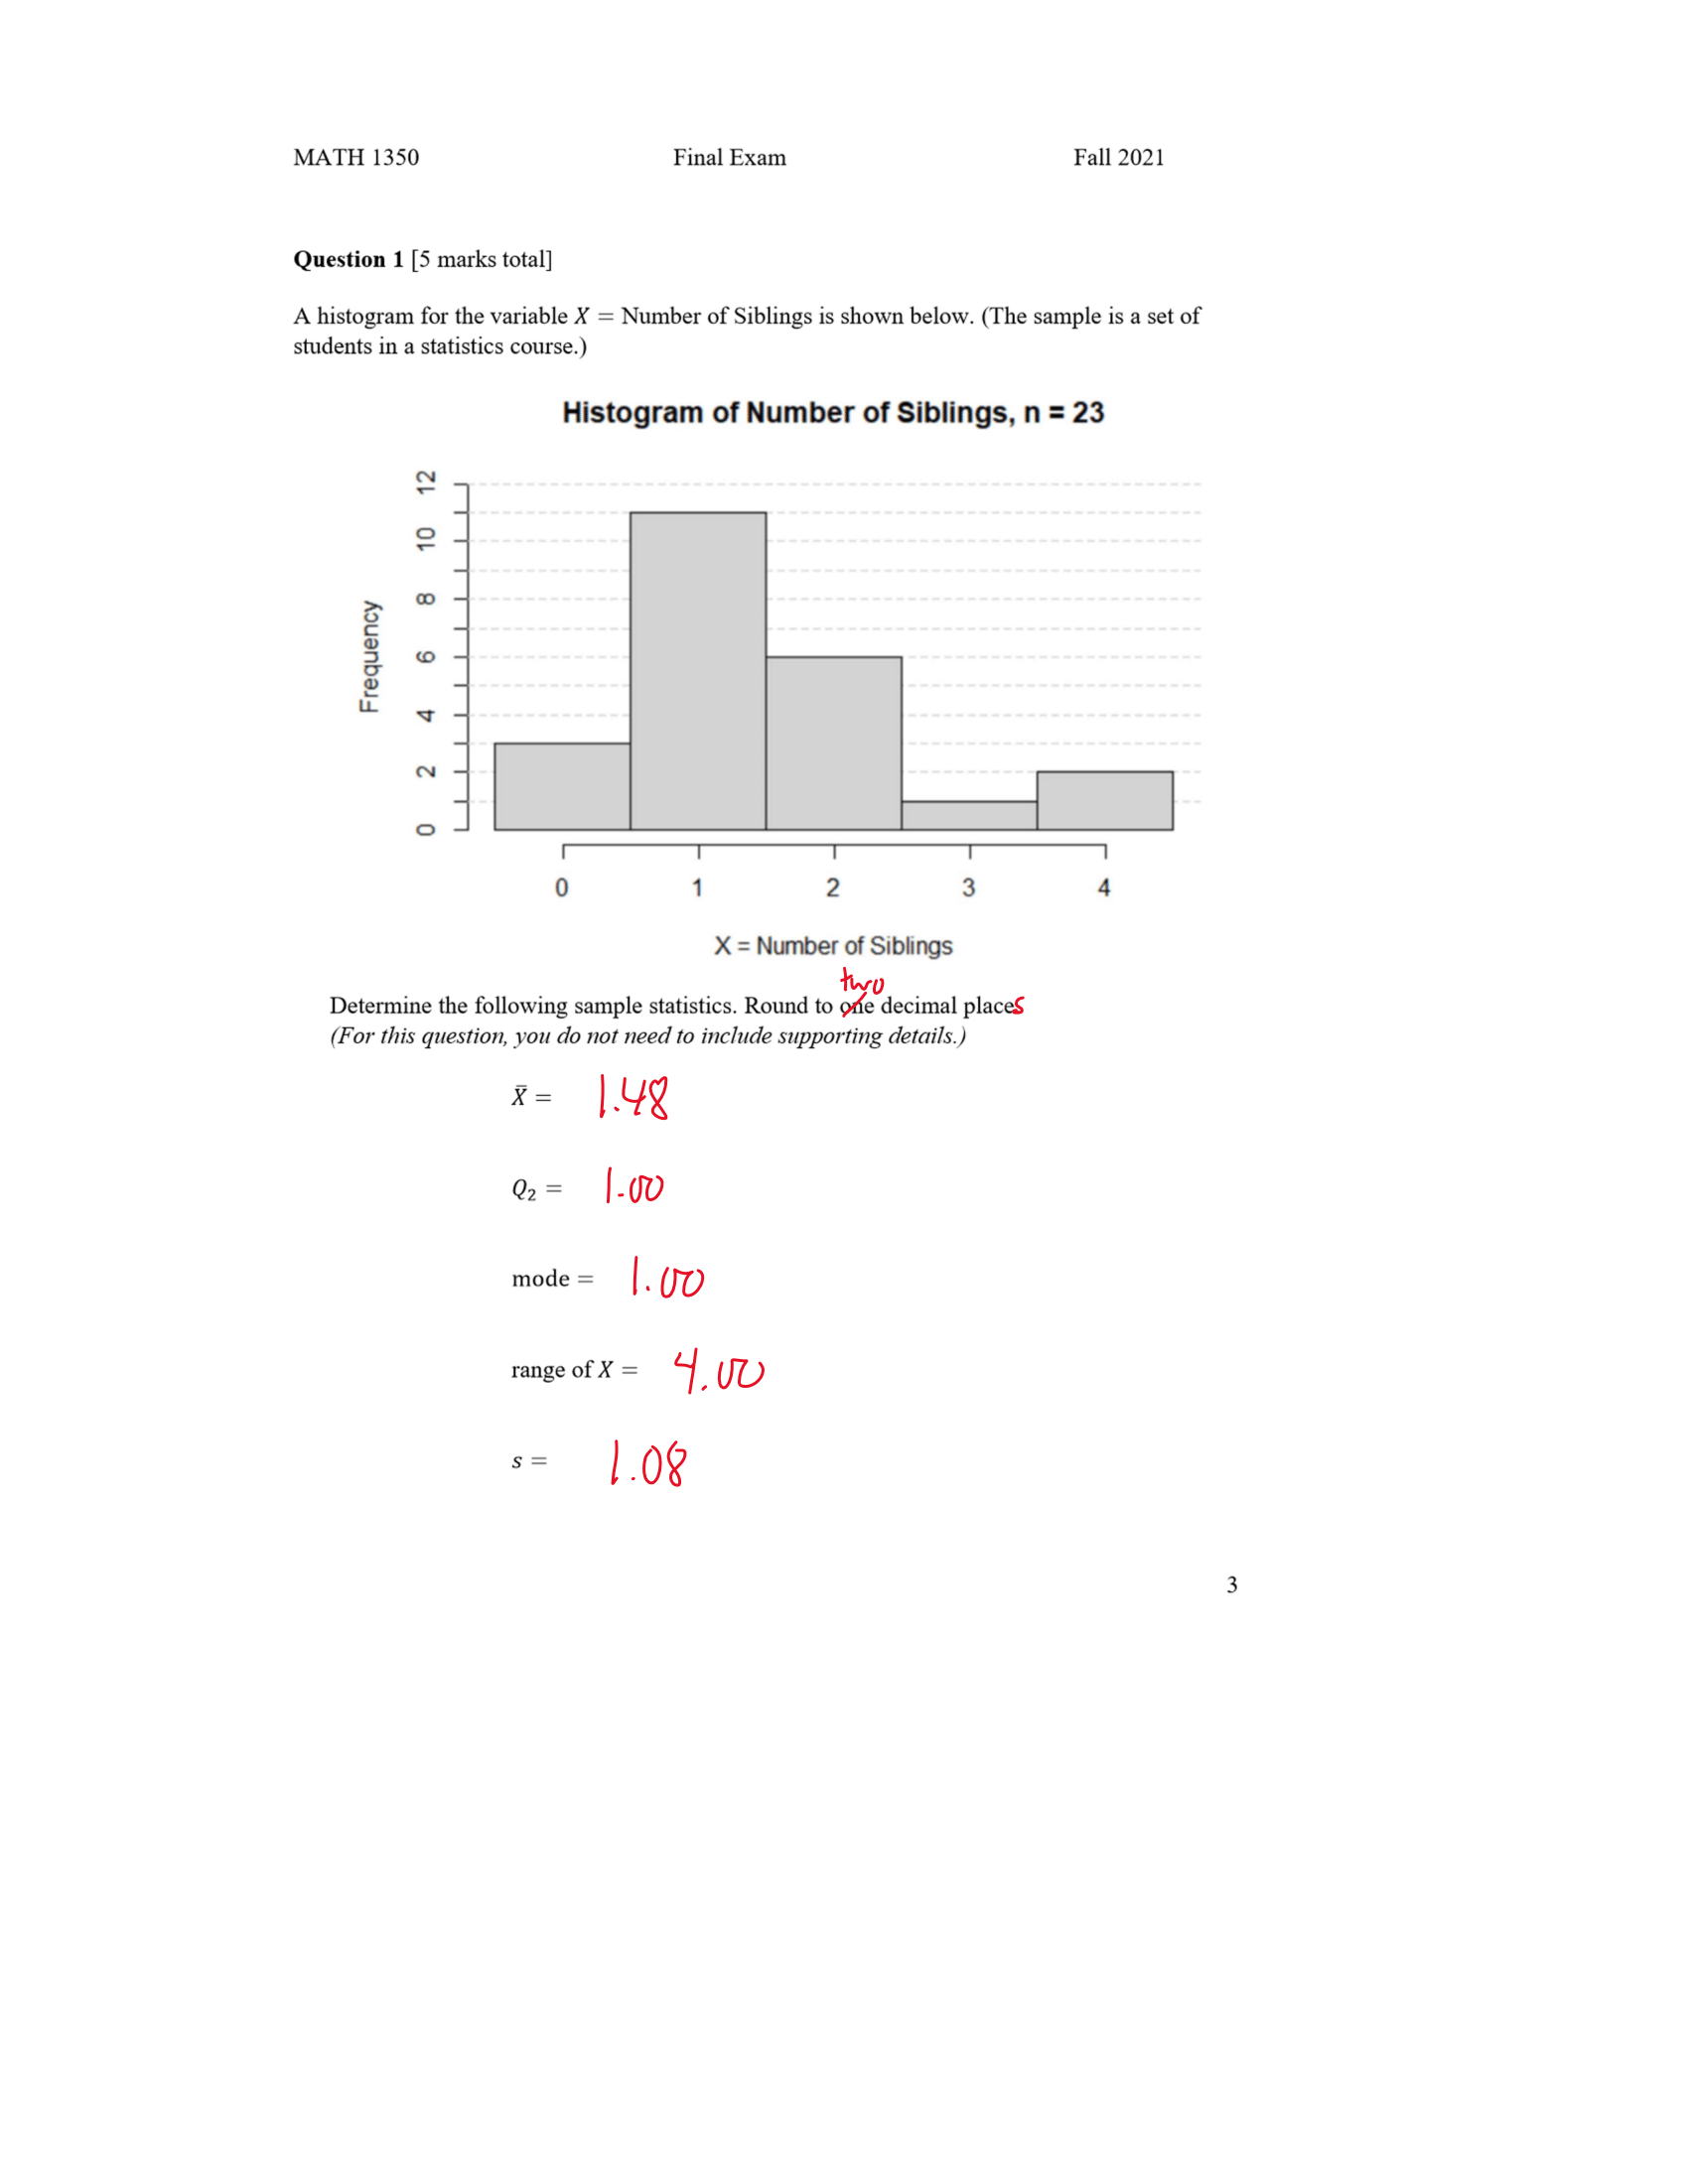 MATH 1350 Final Exam Fall 2021
Question 1 [5 marks total]
A histogram for the variable X = Number of Siblings is shown below. (The sample is a set of
students in a statistics course.)
Histogram of Number of Siblings, n = 23
Frequency
12
10
8
6
4
2
0
0 1 2 3 4
X = Number of Siblings
two
Determine the following sample statistics. Round to one decimal places
(For this question, you do not need to include supporting details.)
X̄ = 1.48
Q₂ = 1.00
mode = 1.00
range of X = 4.00
s = 1.08
3